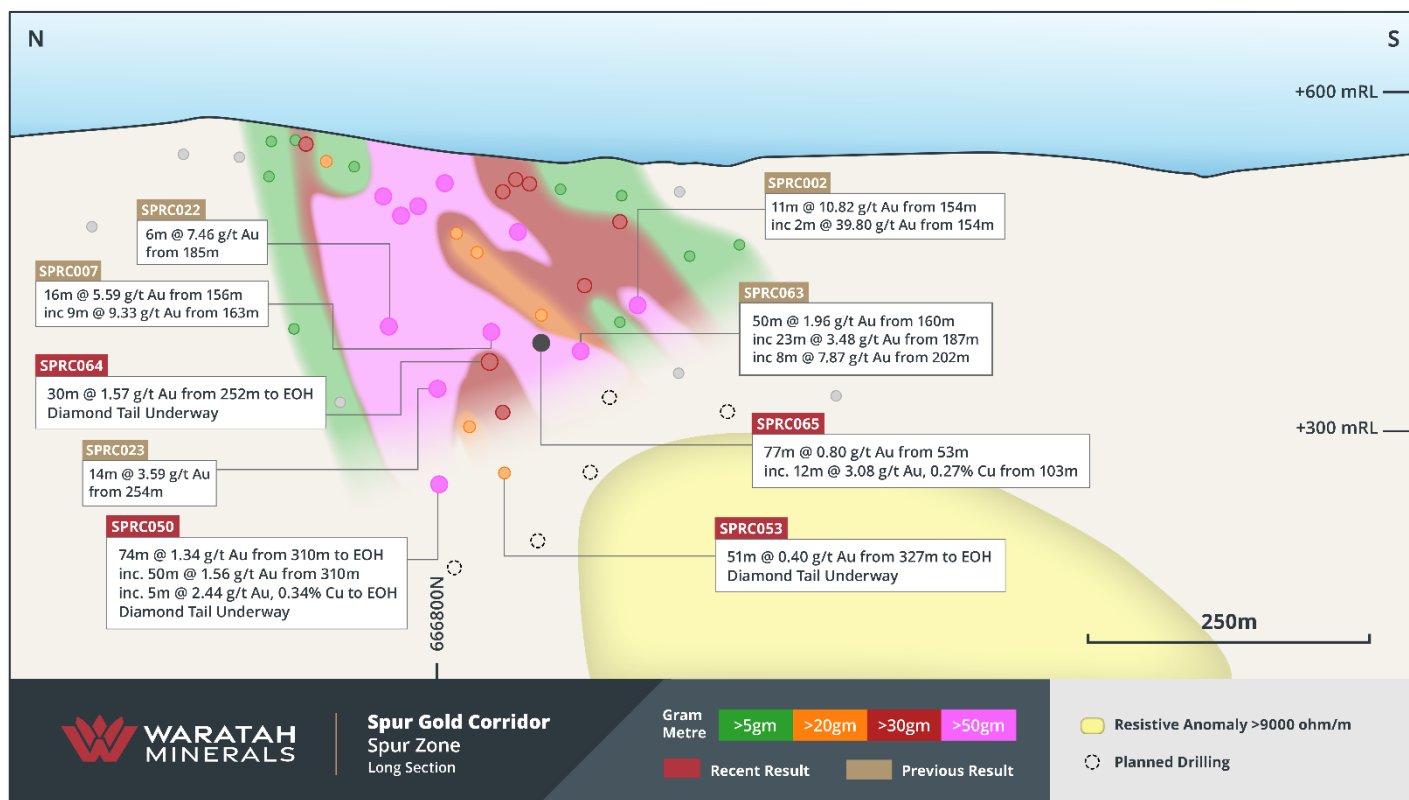 N
S
+600 mRL
SPRC002
11m @ 10.82 g/t Au from 154m
inc 2m @ 39.80 g/t Au from 154m
SPRC022
6m @ 7.46 g/t Au
from 185m
SPRC007
16m @ 5.59 g/t Au from 156m
inc 9m @ 9.33 g/t Au from 163m
SPRC063
50m @ 1.96 g/t Au from 160m
inc 23m @ 3.48 g/t Au from 187m
inc 8m @ 7.87 g/t Au from 202m
SPRC064
30m @ 1.57 g/t Au from 252m to EOH
Diamond Tail Underway
SPRC065
77m @ 0.80 g/t Au from 53m
inc. 12m @ 3.08 g/t Au, 0.27% Cu from 103m
+300 mRL
SPRC023
14m @ 3.59 g/t Au
from 254m
SPRC050
74m @ 1.34 g/t Au from 310m to EOH
inc. 50m @ 1.56 g/t Au from 310m
inc. 5m @ 2.44 g/t Au, 0.34% Cu to EOH
Diamond Tail Underway
SPRC053
51m @ 0.40 g/t Au from 327m to EOH
Diamond Tail Underway
666800N
250m
WARATAH
MINERALS
Spur Gold Corridor
Spur Zone
Long Section
Gram
Metre
>5gm
>20gm
>30gm
>50gm
Recent Result
Previous Result
Resistive Anomaly >9000 ohm/m
Planned Drilling